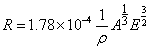 R = 1.78×10⁻⁴ 1/ρ A^(1/3) E^(3/2)